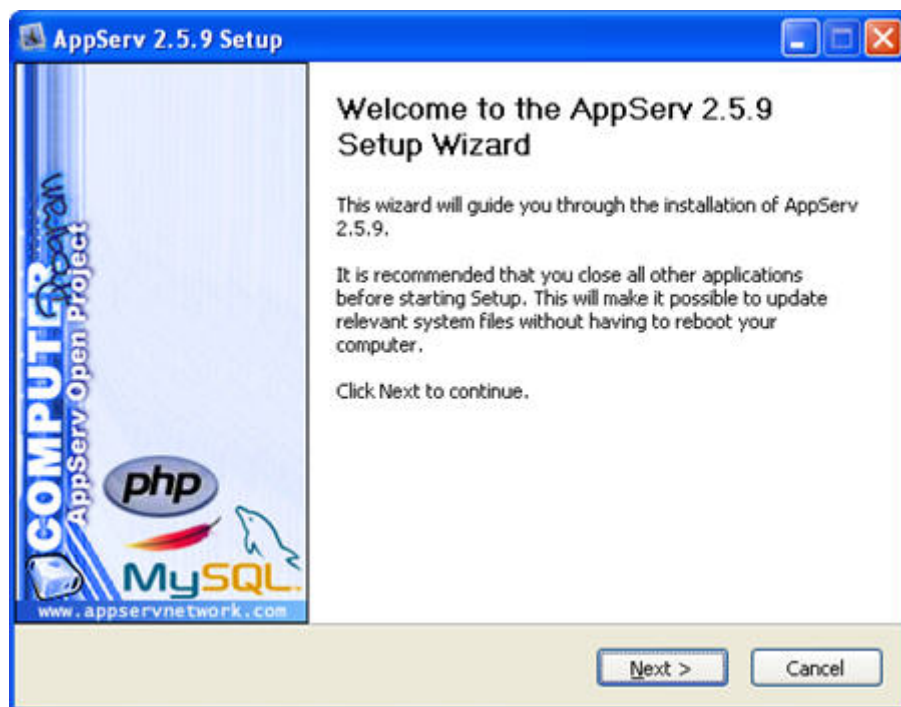 AppServ 2.5.9 Setup
Welcome to the AppServ 2.5.9
Setup Wizard
This wizard will guide you through the installation of AppServ
2.5.9.
It is recommended that you close all other applications
before starting Setup. This will make it possible to update
relevant system files without having to reboot your
computer.
Click Next to continue.
COMPUTER
AppServ Open Project
php
MySQL
www.appservnetwork.com
Next >
Cancel